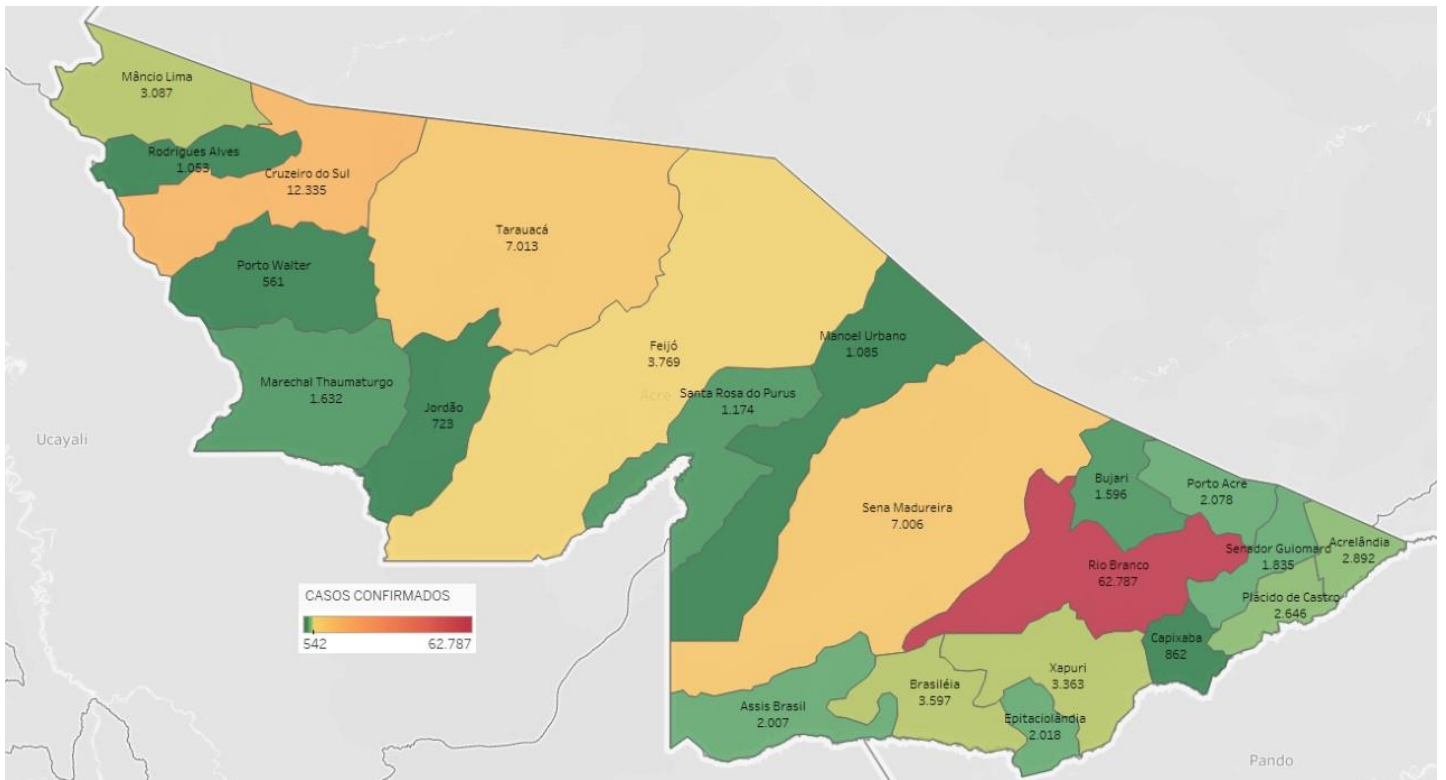 Mâncio Lima
3.087
Rodrigues Alves
1.053
Cruzeiro do Sul
12.335
Tarauacá
7.013
Porto Walter
561
Feijó
3.769
Manoel Urbano
1.085
Marechal Thaumaturgo
1.632
Jordão
723
Santa Rosa do Purus
1.174
Acre
Ucayali
Sena Madureira
7.006
Bujari
1.596
Porto Acre
2.078
Senador Guiomard
1.835
Acrelândia
2.892
Rio Branco
62.787
Plácido de Castro
2.646
CASOS CONFIRMADOS
542
62.787
Capixaba
862
Xapuri
3.363
Brasiléia
3.597
Assis Brasil
2.007
Epitaciolândia
2.018
Pando